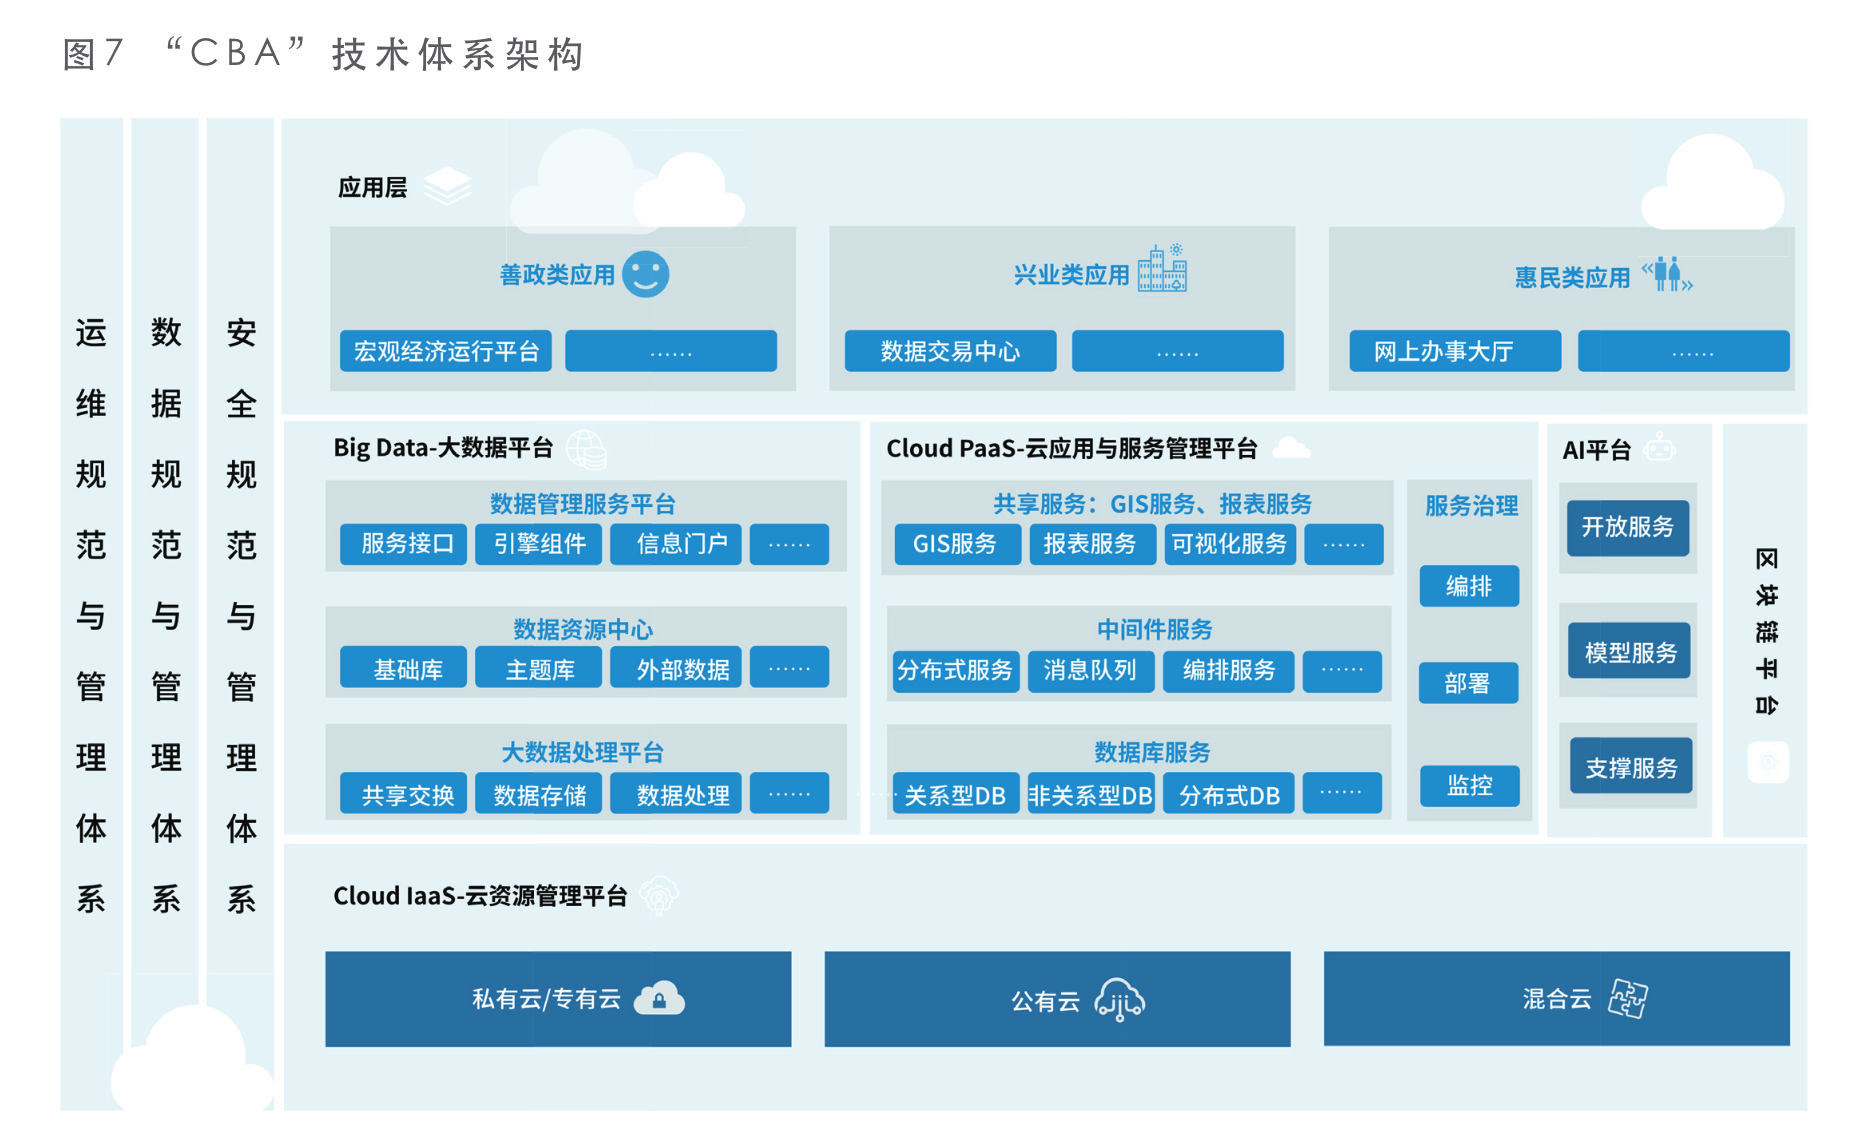 图7 “CBA”技术体系架构
运维规范与管理体系
数据规范与管理体系
安全规范与管理体系
应用层
善政类应用
宏观经济运行平台
……
兴业类应用
数据交易中心
……
惠民类应用
网上办事大厅
……
Big Data-大数据平台
数据管理服务平台
服务接口
引擎组件
信息门户
……
数据资源中心
基础库
主题库
外部数据
……
大数据处理平台
共享交换
数据存储
数据处理
……
Cloud PaaS-云应用与服务管理平台
共享服务：GIS服务、报表服务
GIS服务
报表服务
可视化服务
……
中间件服务
分布式服务
消息队列
编排服务
……
数据库服务
……
关系型DB
非关系型DB
分布式DB
……
服务治理
编排
部署
监控
AI平台
开放服务
模型服务
支撑服务
区块链平台
Cloud IaaS-云资源管理平台
私有云/专有云
公有云
混合云